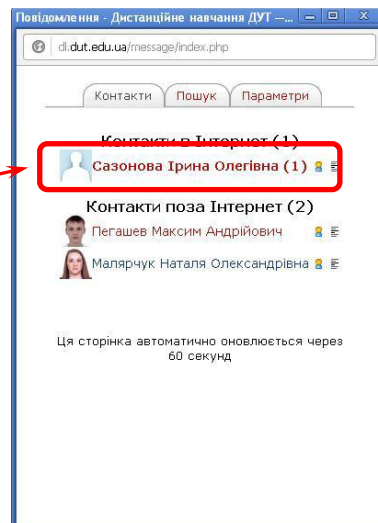 Повідомлення - Дистанційне навчання ДУТ —...
dl.dut.edu.ua/message/index.php
Контакти Пошук Параметри
Контакти в Інтернет (1)
Сазонова Ірина Олегівна (1)
Контакти поза Інтернет (2)
Пегашев Максим Андрійович
Малярчук Наталя Олександрівна
Ця сторінка автоматично оновлюється через
60 секунд